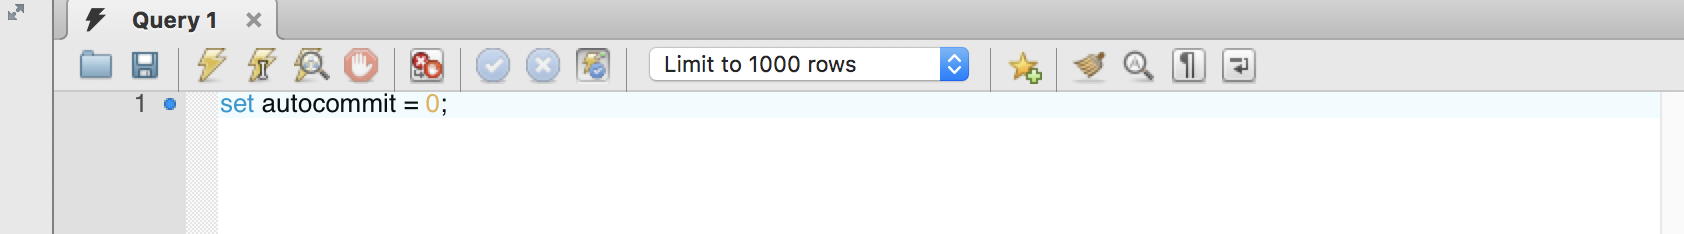 Query 1
Limit to 1000 rows
1 set autocommit = 0;